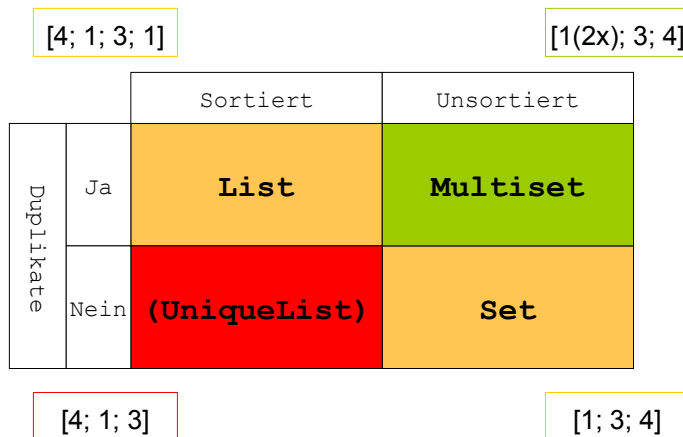 [4; 1; 3; 1]
[1(2x); 3; 4]
Sortiert
Unsortiert
Duplikate
Ja
List
Multiset
Nein
(UniqueList)
Set
[4; 1; 3]
[1; 3; 4]